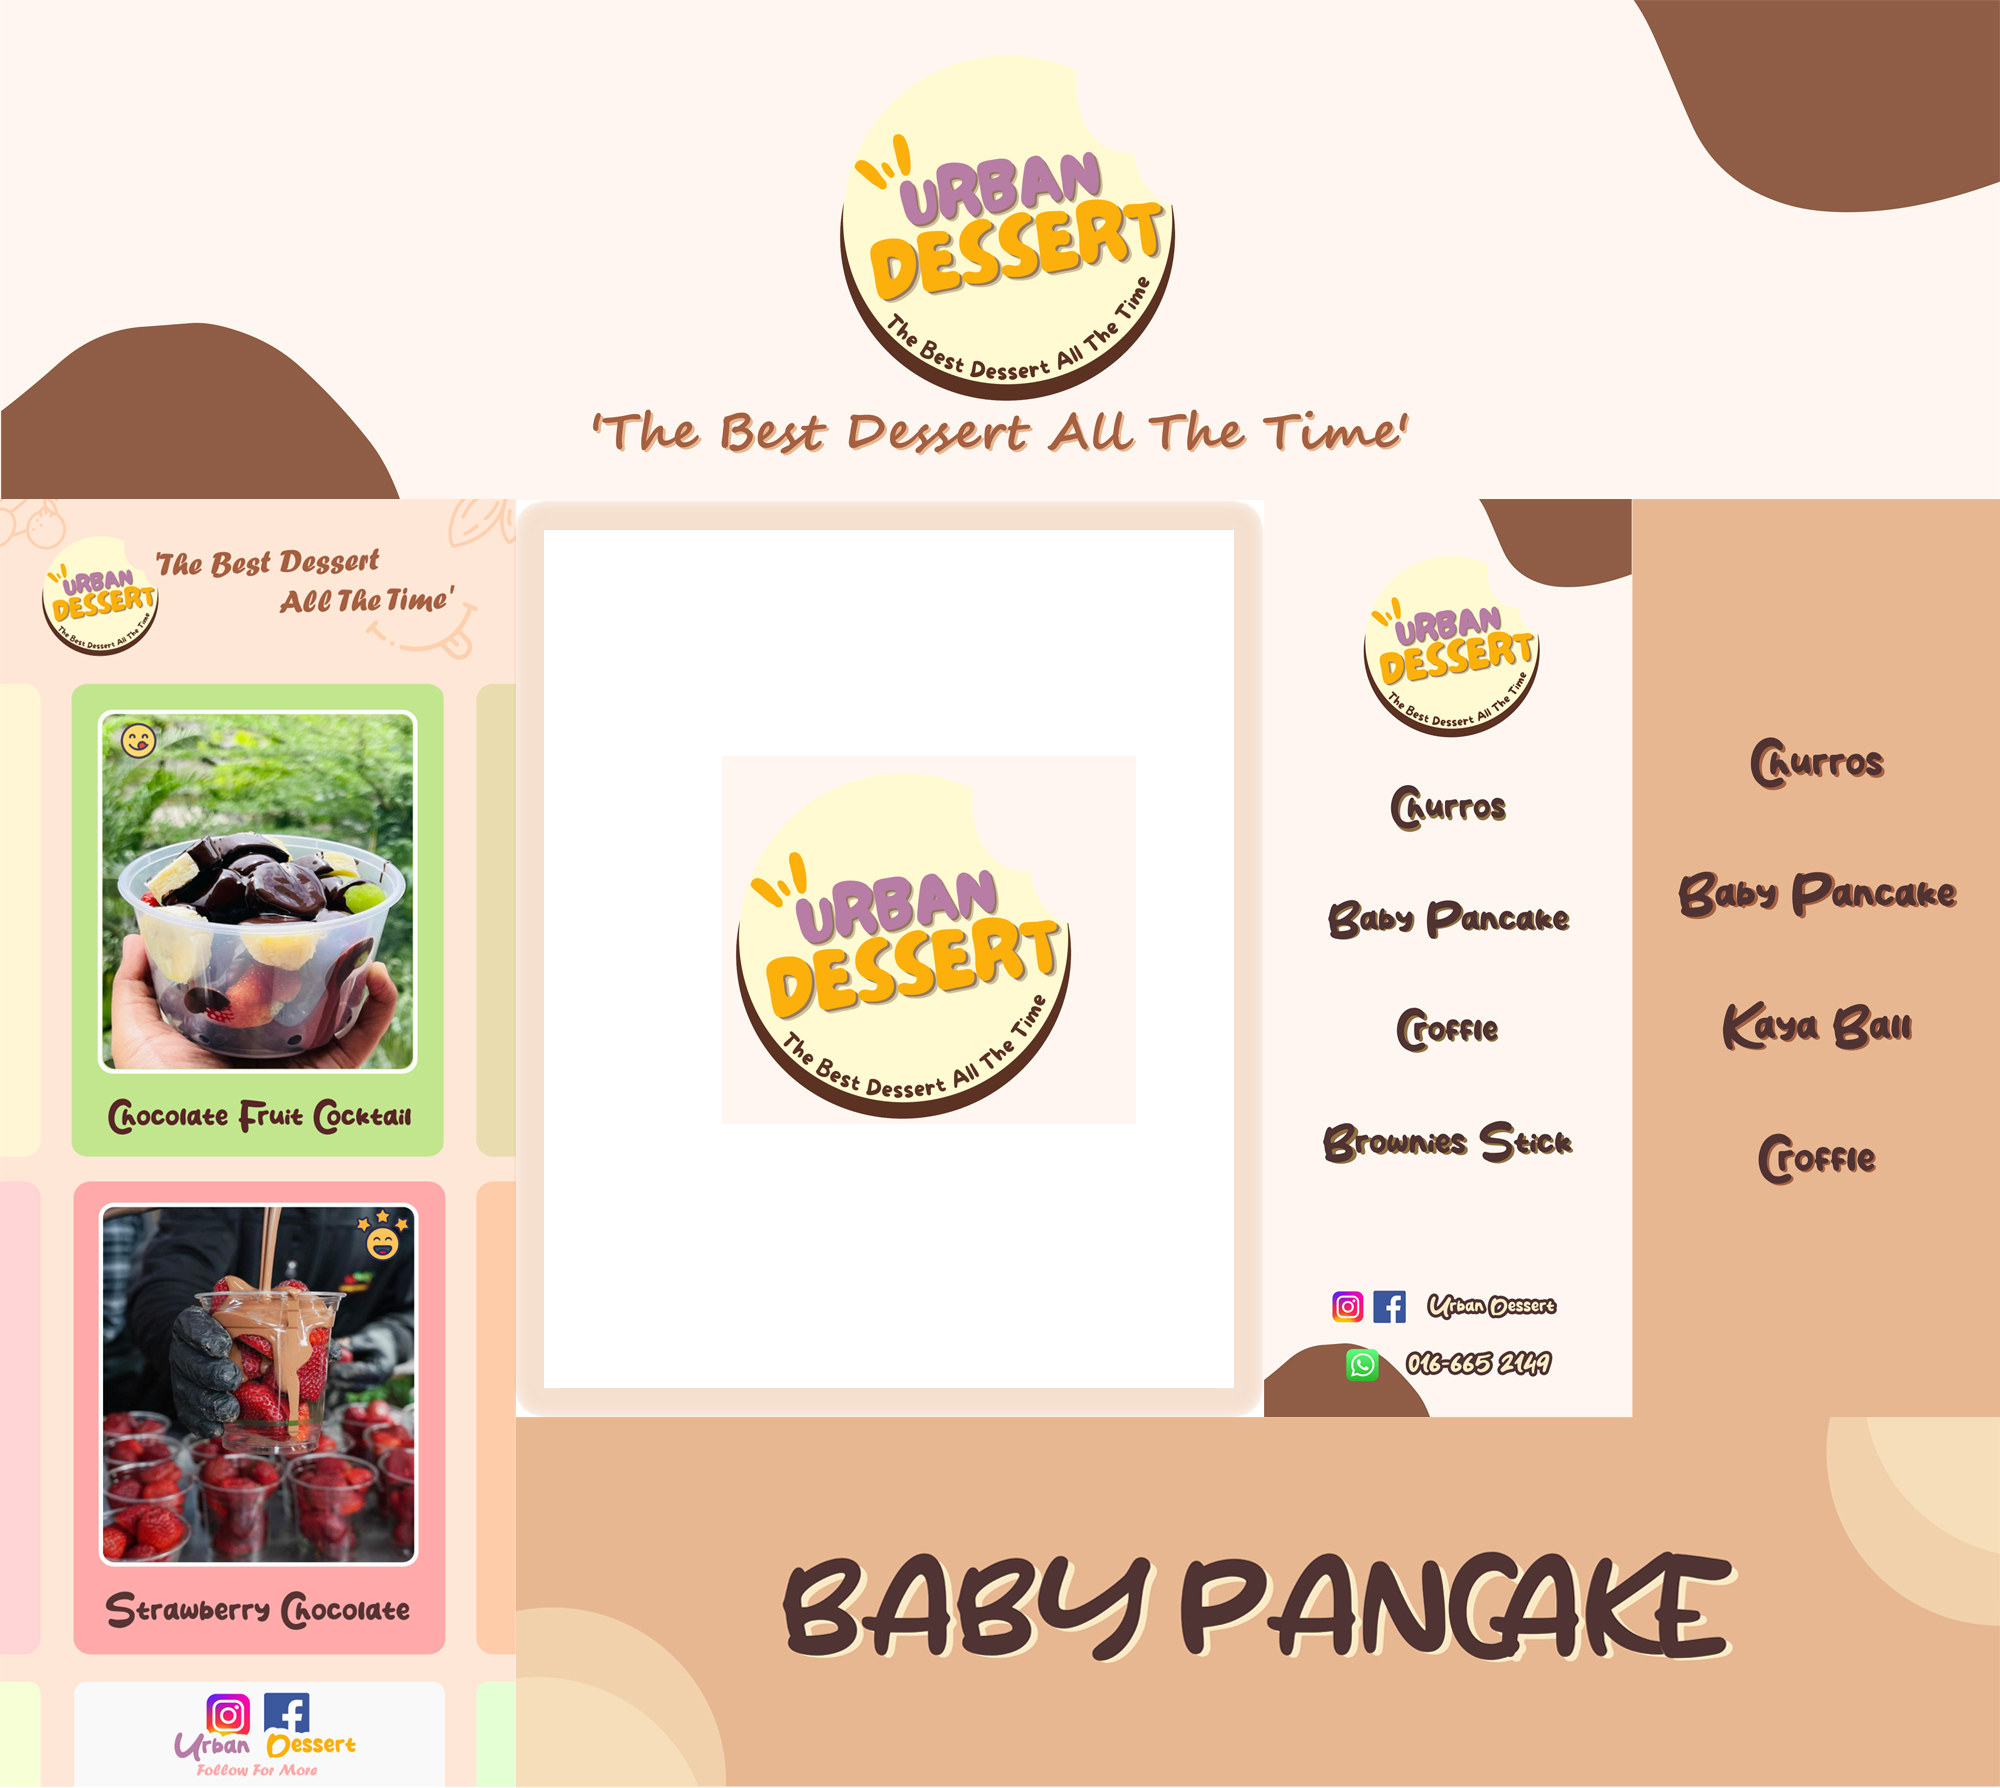 URBAN
DESSERT
The Best Dessert All The Time
'The Best Dessert All The Time'
URBAN
DESSERT
The Best Dessert All The Time
'The Best Dessert
All The Time'
Chocolate Fruit Cocktail
Strawberry Chocolate
Urban Dessert
Follow For More
URBAN
DESSERT
The Best Dessert All The Time
URBAN
DESSERT
The Best Dessert All The Time
Churros
Baby Pancake
Croffle
Brownies Stick
Urban Dessert
016-665 2149
Churros
Baby Pancake
Kaya Ball
Croffle
BABY PANCAKE